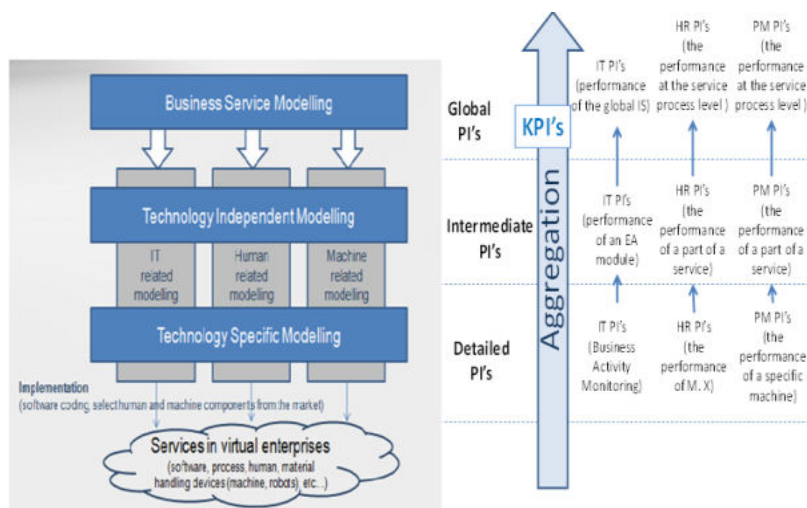 Business Service Modelling
Technology Independent Modelling
IT
related
modelling
Human
related
modelling
Machine
related
modelling
Technology Specific Modelling
Implementation
(software coding, select human and machine components from the market)
Services in virtual enterprises
(software, process, human, material
handling devices (machine, robots), etc...)
Global
PI's
Intermediate
PI's
Detailed
PI's
KPI's
Aggregation
IT PI's
(performance
of the global IS)
HR PI's
(the
performance
at the service
process level )
PM PI's
(the
performance
at the service
process level )
IT PI's
(performance
of an EA
module)
HR PI's
(the
performance
of a part of a
service)
PM PI's
(the
performance
of a part of a
service)
IT PI's
(Business
Activity
Monitoring)
HR PI's
(the
performance
of M. X)
PM PI's
(the
performance
of a specific
machine)